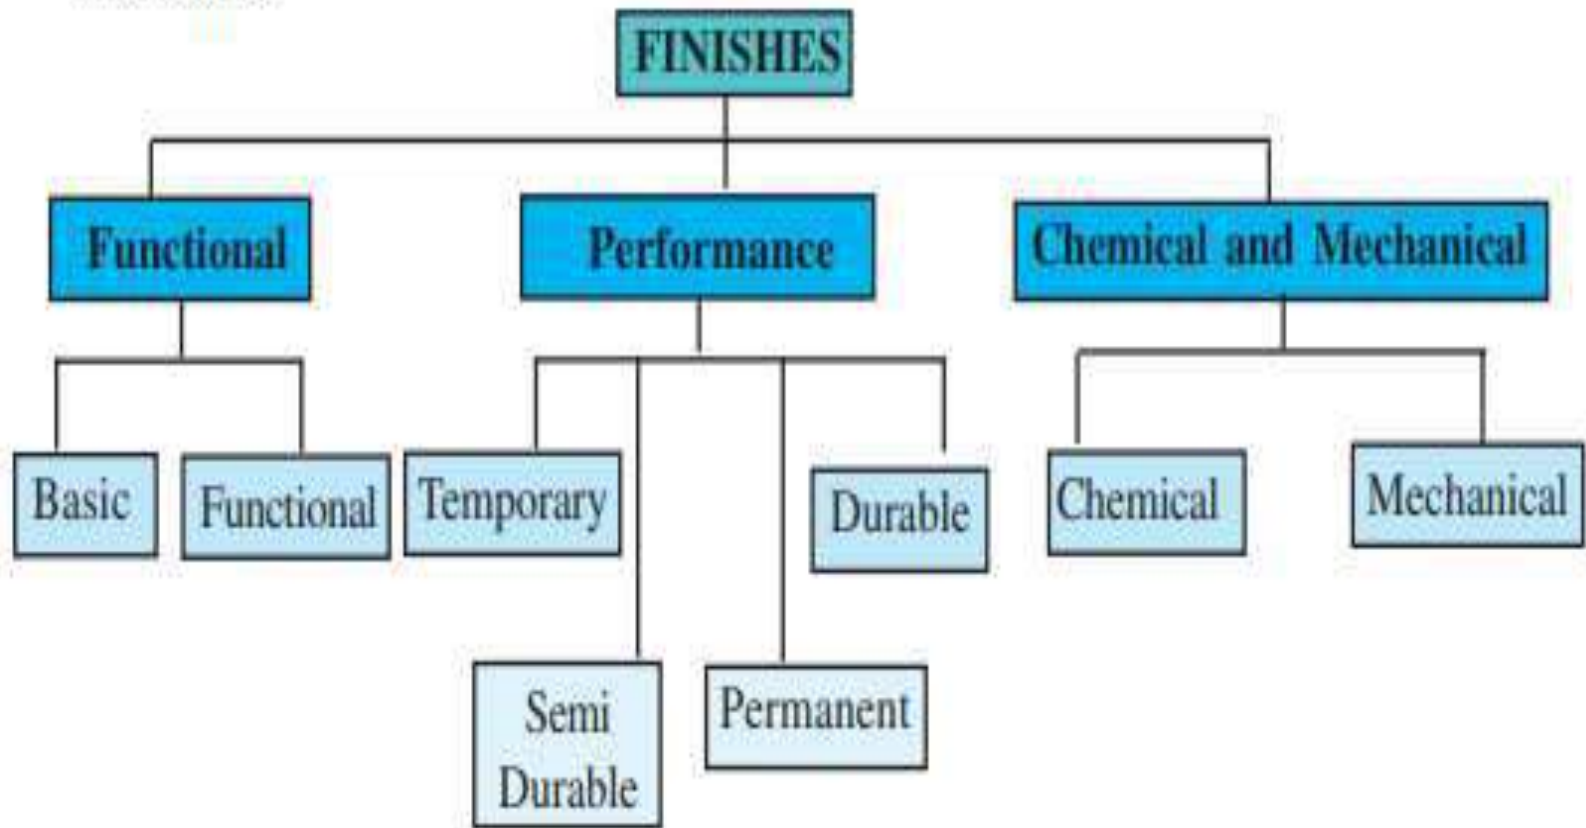 FINISHES
Functional
Performance
Chemical and Mechanical
Basic
Functional
Temporary
Durable
Chemical
Mechanical
Semi
Durable
Permanent